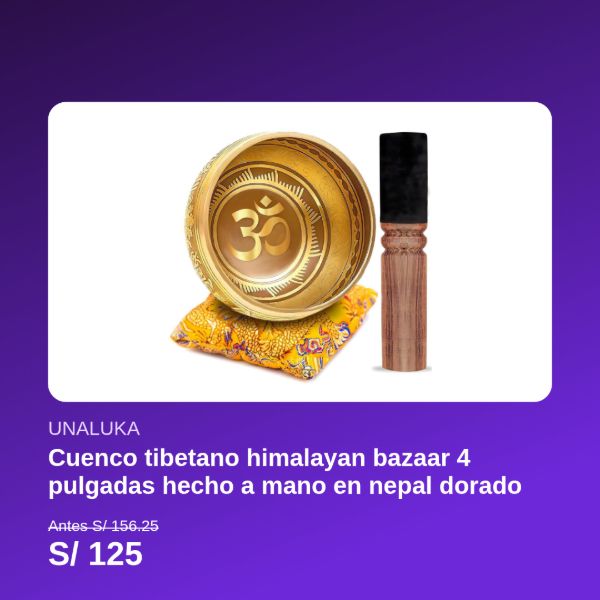 ॐ
UNALUKA
Cuenco tibetano himalayan bazaar 4
pulgadas hecho a mano en nepal dorado
Antes S/ 156.25
S/ 125